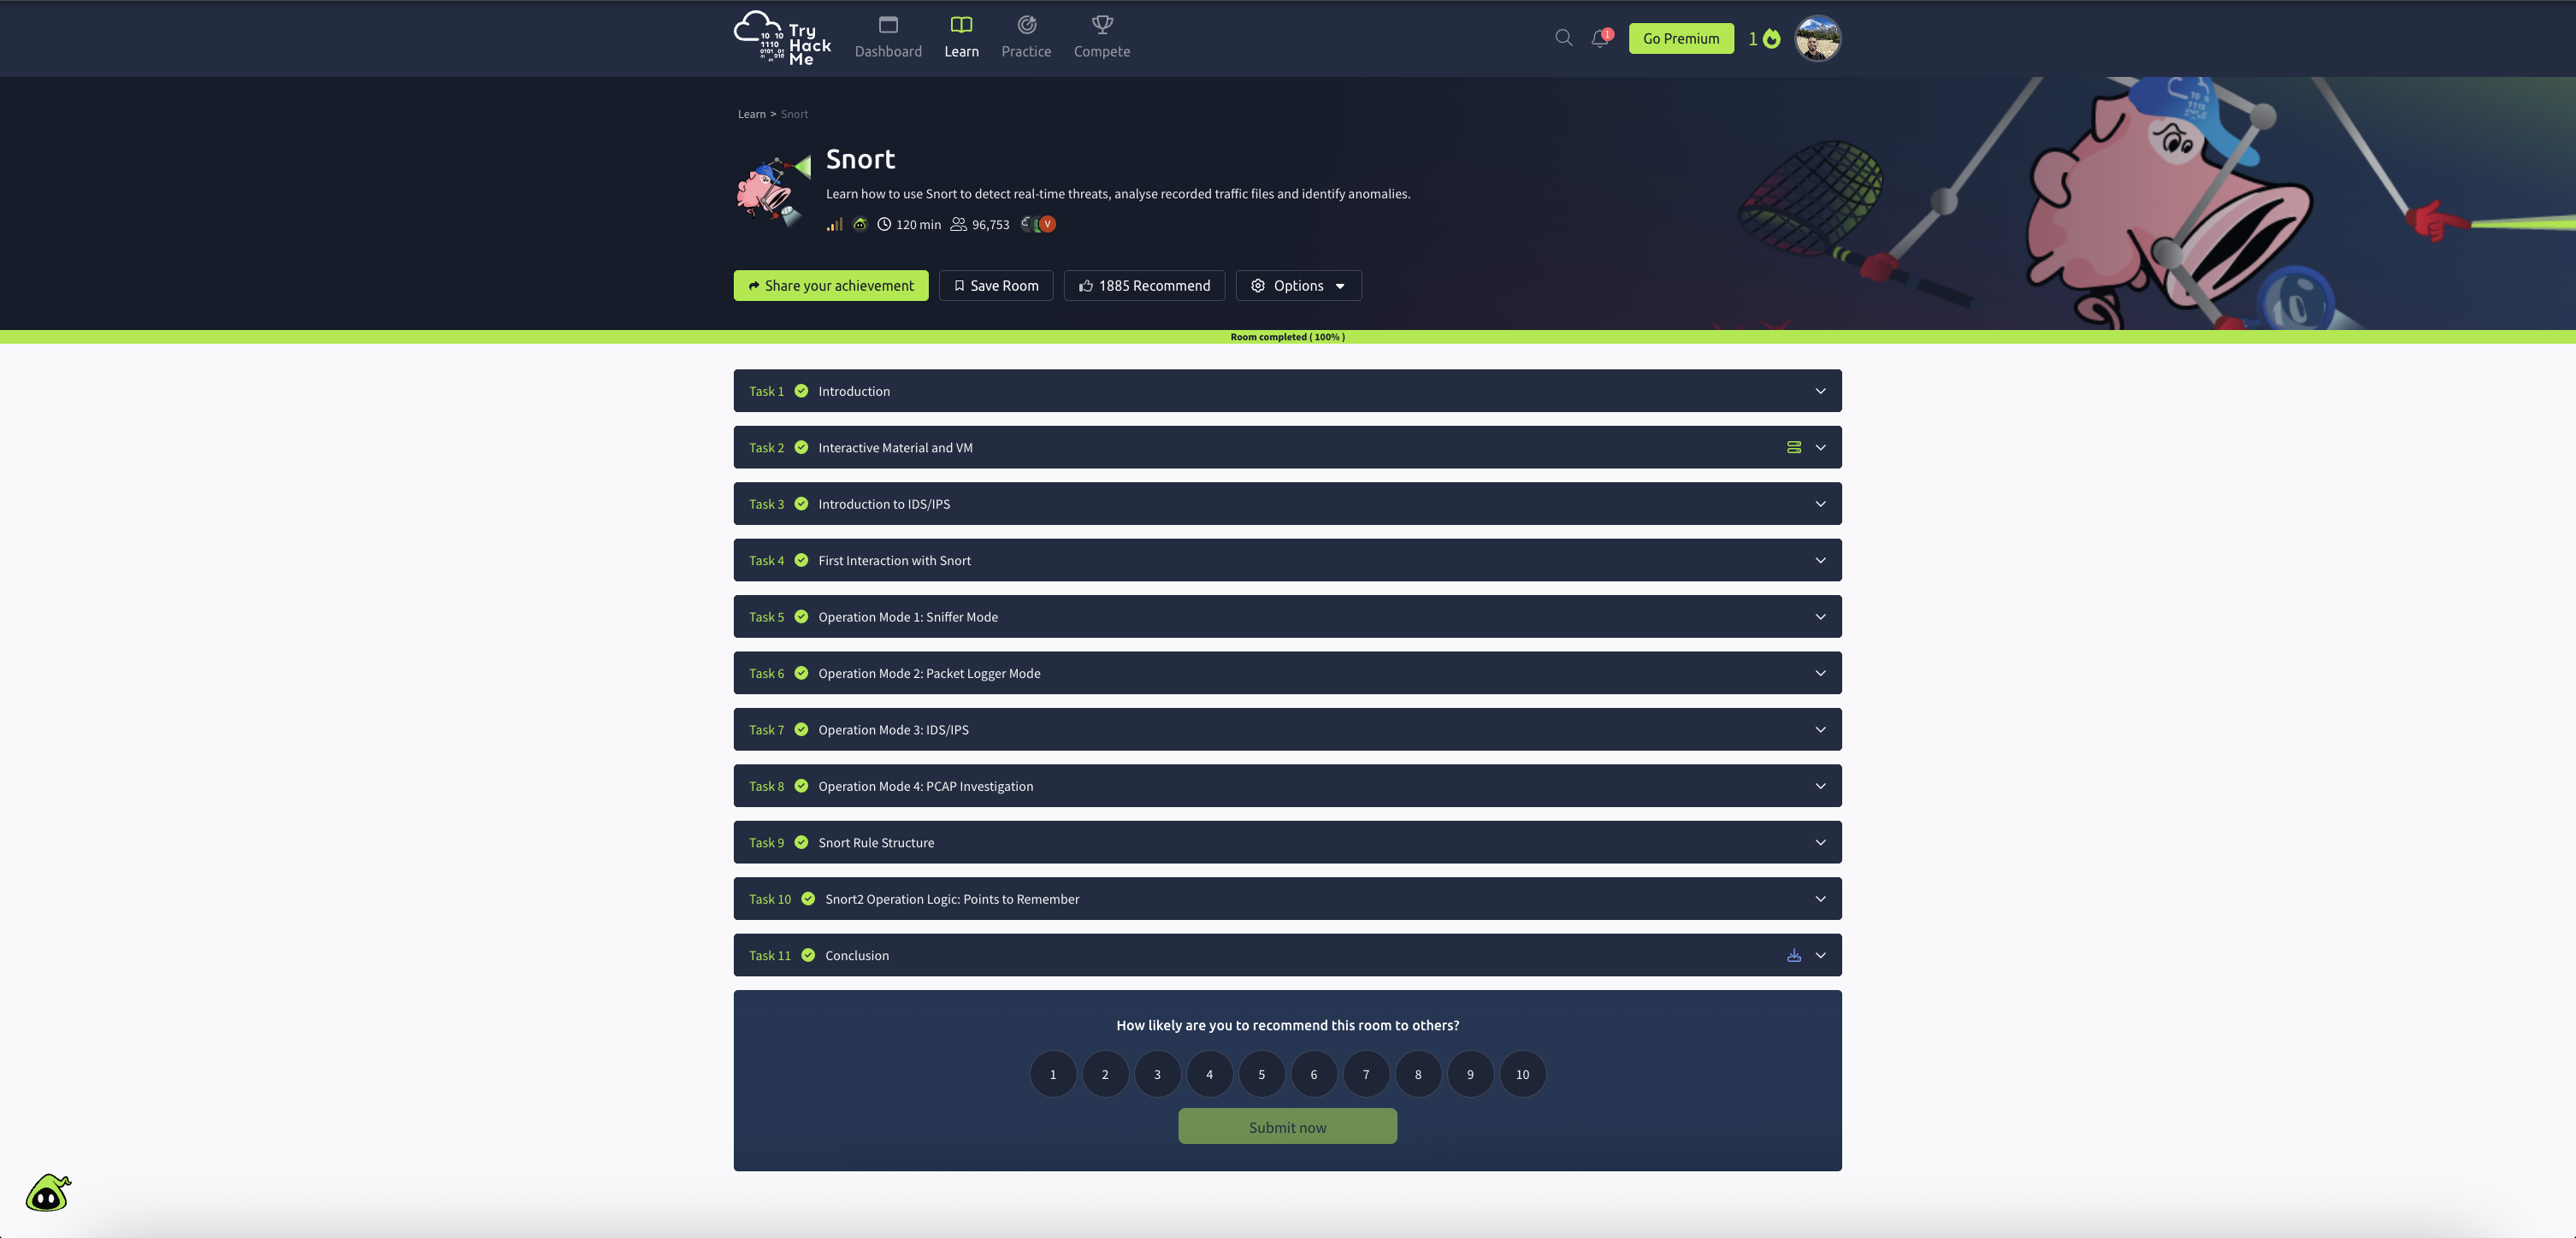 Try Hack Me
Dashboard Learn Practice Compete
1 Go Premium 1
Learn > Snort
Snort
Learn how to use Snort to detect real-time threats, analyse recorded traffic files and identify anomalies.
120 min 96,753 V
Share your achievement Save Room 1885 Recommend Options
Room completed ( 100% )
Task 1 Introduction
Task 2 Interactive Material and VM
Task 3 Introduction to IDS/IPS
Task 4 First Interaction with Snort
Task 5 Operation Mode 1: Sniffer Mode
Task 6 Operation Mode 2: Packet Logger Mode
Task 7 Operation Mode 3: IDS/IPS
Task 8 Operation Mode 4: PCAP Investigation
Task 9 Snort Rule Structure
Task 10 Snort2 Operation Logic: Points to Remember
Task 11 Conclusion
How likely are you to recommend this room to others?
1 2 3 4 5 6 7 8 9 10
Submit now